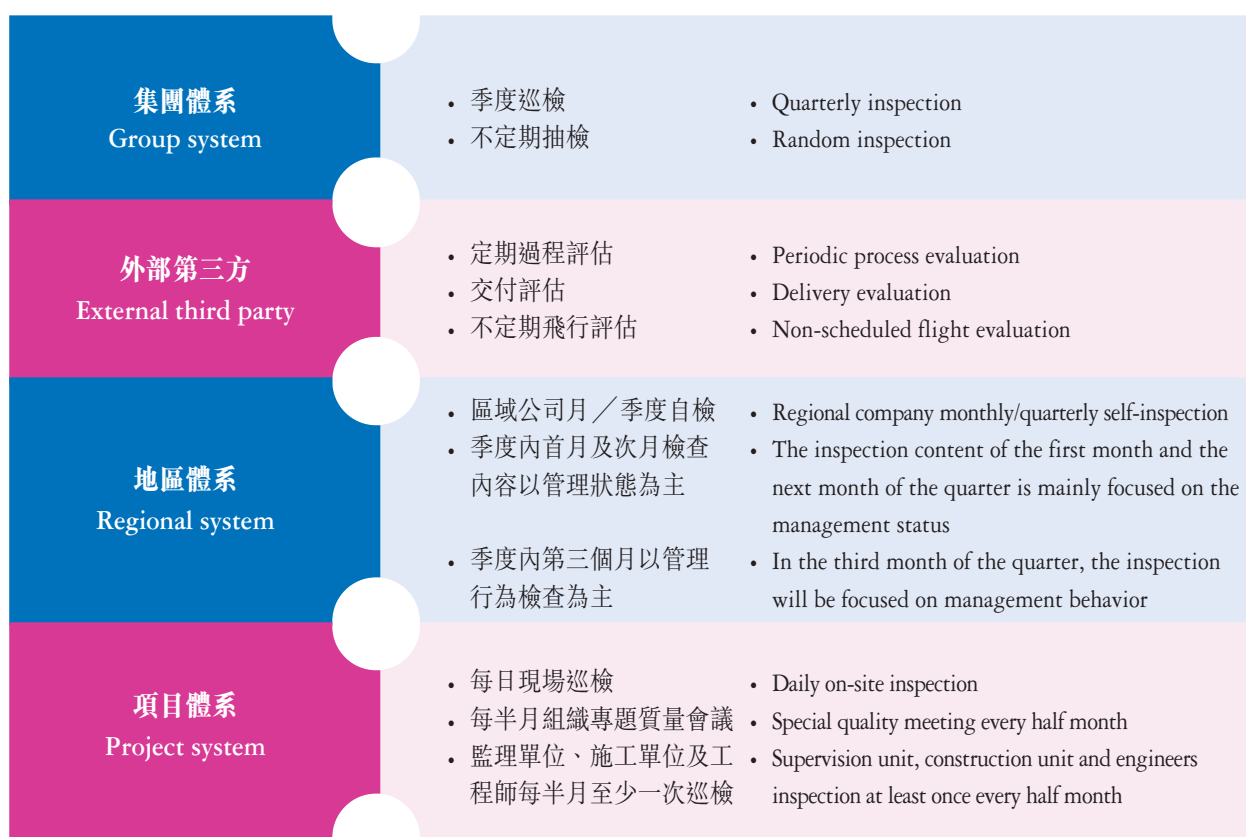 集團體系
Group system
• 季度巡檢
• 不定期抽檢
• Quarterly inspection
• Random inspection
外部第三方
External third party
• 定期過程評估
• 交付評估
• 不定期飛行評估
• Periodic process evaluation
• Delivery evaluation
• Non-scheduled flight evaluation
地區體系
Regional system
• 區域公司月╱季度自檢
• 季度內首月及次月檢查
內容以管理狀態為主
• 季度內第三個月以管理
行為檢查為主
• Regional company monthly/quarterly self-inspection
• The inspection content of the first month and the
next month of the quarter is mainly focused on the
management status
• In the third month of the quarter, the inspection
will be focused on management behavior
項目體系
Project system
• 每日現場巡檢
• 每半月組織專題質量會議
• 監理單位、施工單位及工
程師每半月至少一次巡檢
• Daily on-site inspection
• Special quality meeting every half month
• Supervision unit, construction unit and engineers
inspection at least once every half month